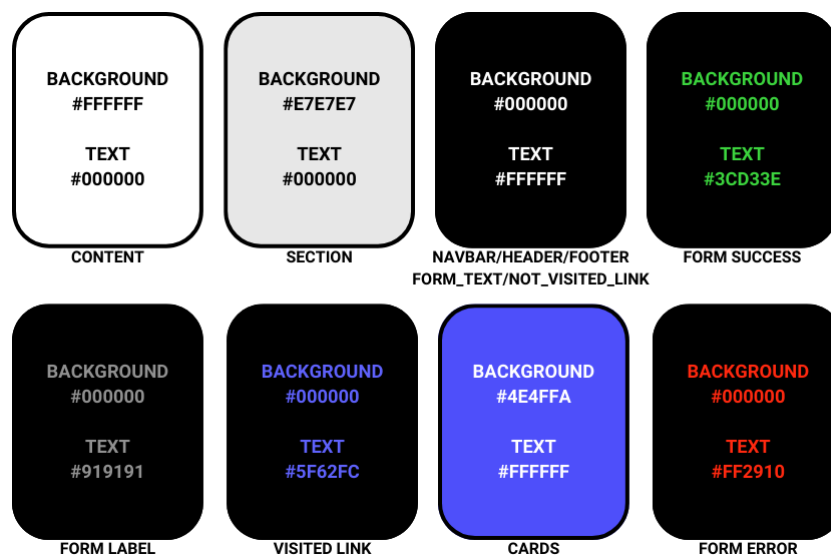 BACKGROUND
#FFFFFF
TEXT
#000000
CONTENT
BACKGROUND
#E7E7E7
TEXT
#000000
SECTION
BACKGROUND
#000000
TEXT
#FFFFFF
NAVBAR/HEADER/FOOTER
FORM_TEXT/NOT_VISITED_LINK
BACKGROUND
#000000
TEXT
#3CD33E
FORM SUCCESS
BACKGROUND
#000000
TEXT
#919191
FORM LABEL
BACKGROUND
#000000
TEXT
#5F62FC
VISITED LINK
BACKGROUND
#4E4FFA
TEXT
#FFFFFF
CARDS
BACKGROUND
#000000
TEXT
#FF2910
FORM ERROR